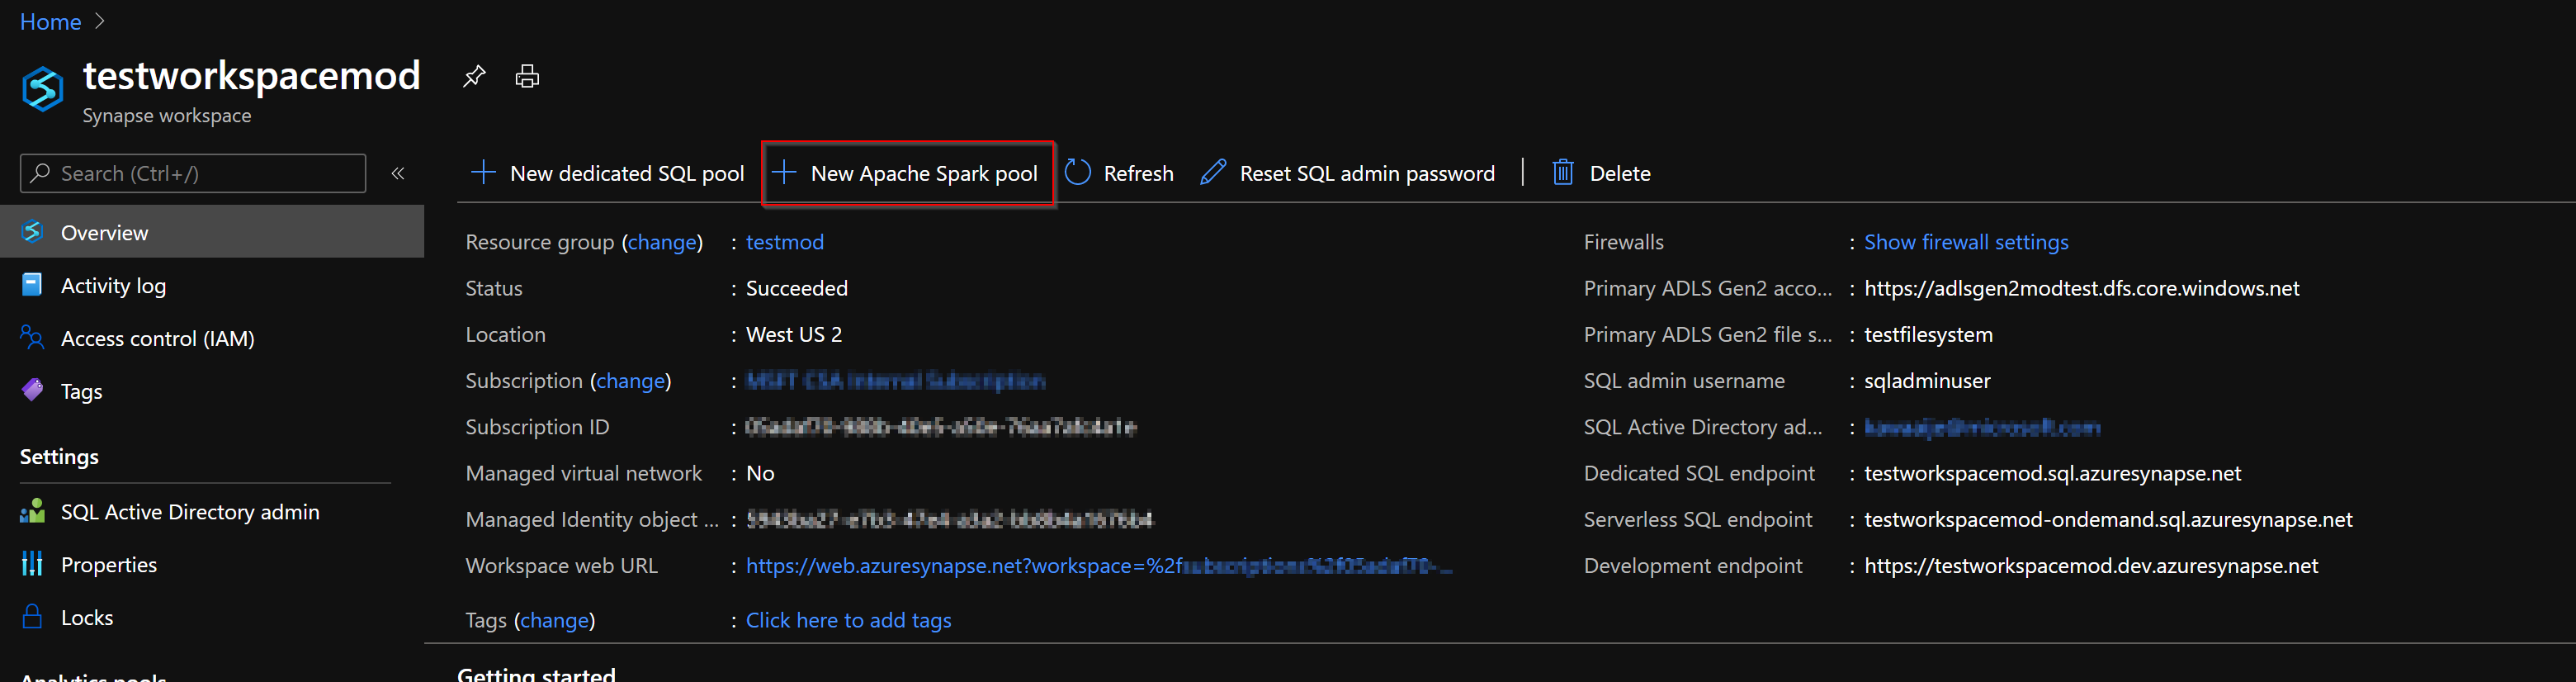 Home
testworkspacemod
Synapse workspace
Search (Ctrl+/)
«
New dedicated SQL pool
New Apache Spark pool
Refresh
Reset SQL admin password
Delete
Overview
Activity log
Access control (IAM)
Tags
Settings
SQL Active Directory admin
Properties
Locks
Analytics pools
Resource group (change) : testmod
Status : Succeeded
Location : West US 2
Subscription (change) :
Subscription ID :
Managed virtual network : No
Managed Identity object ... :
Workspace web URL : https://web.azuresynapse.net?workspace=%2f
Tags (change) : Click here to add tags
Firewalls : Show firewall settings
Primary ADLS Gen2 acco... : https://adlsgen2modtest.dfs.core.windows.net
Primary ADLS Gen2 file s... : testfilesystem
SQL admin username : sqladminuser
SQL Active Directory ad... :
Dedicated SQL endpoint : testworkspacemod.sql.azuresynapse.net
Serverless SQL endpoint : testworkspacemod-ondemand.sql.azuresynapse.net
Development endpoint : https://testworkspacemod.dev.azuresynapse.net
Getting started